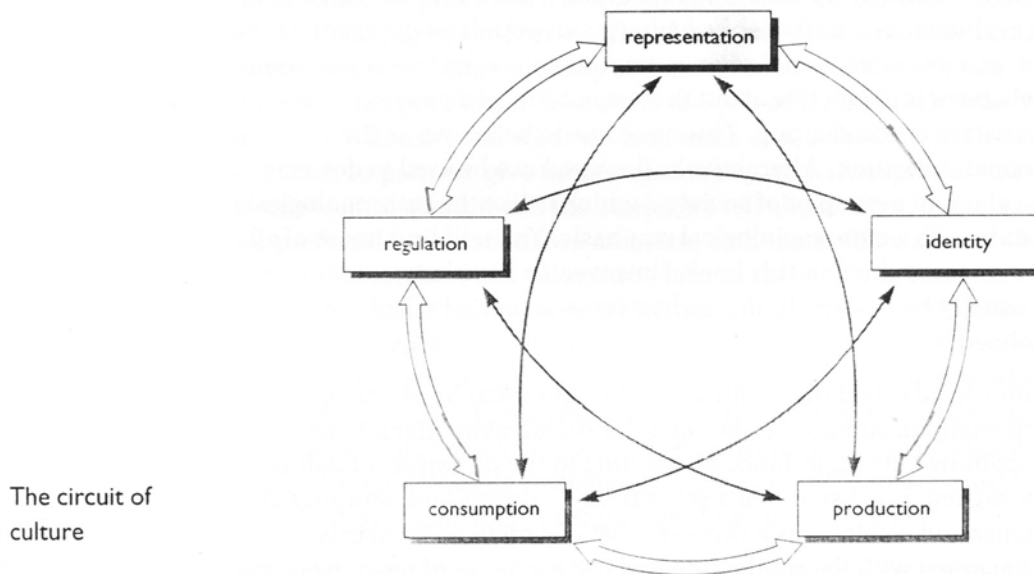 representation
regulation
identity
consumption
production
The circuit of
culture